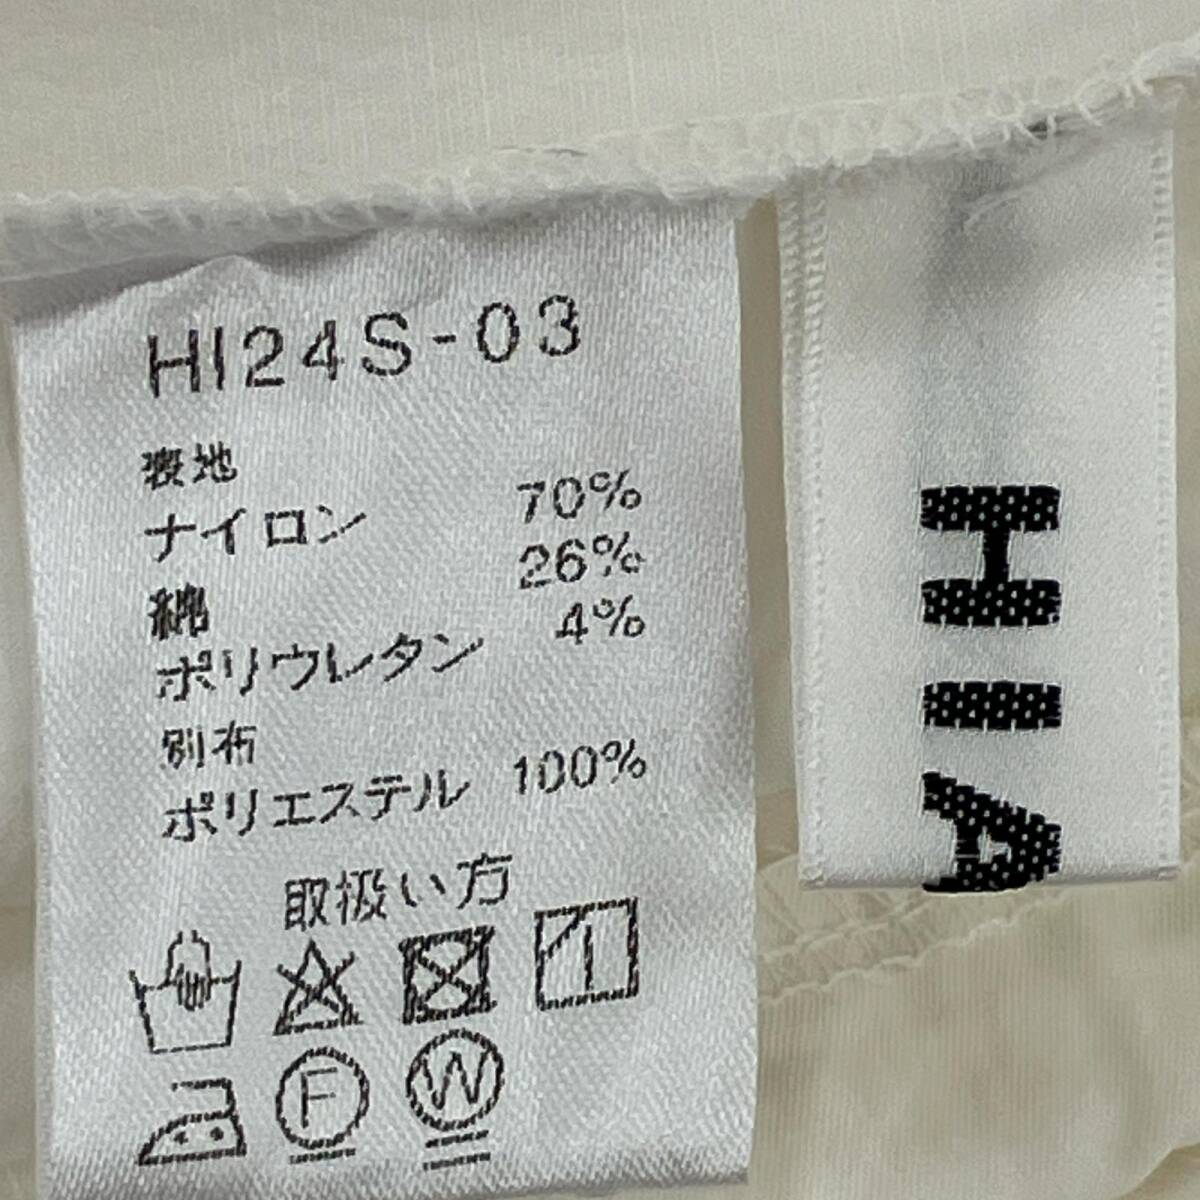 HI24S-03
表地
ナイロン 70%
綿 26%
ポリウレタン 4%
別布
ポリエステル 100%
取扱い方
F
W
HIA